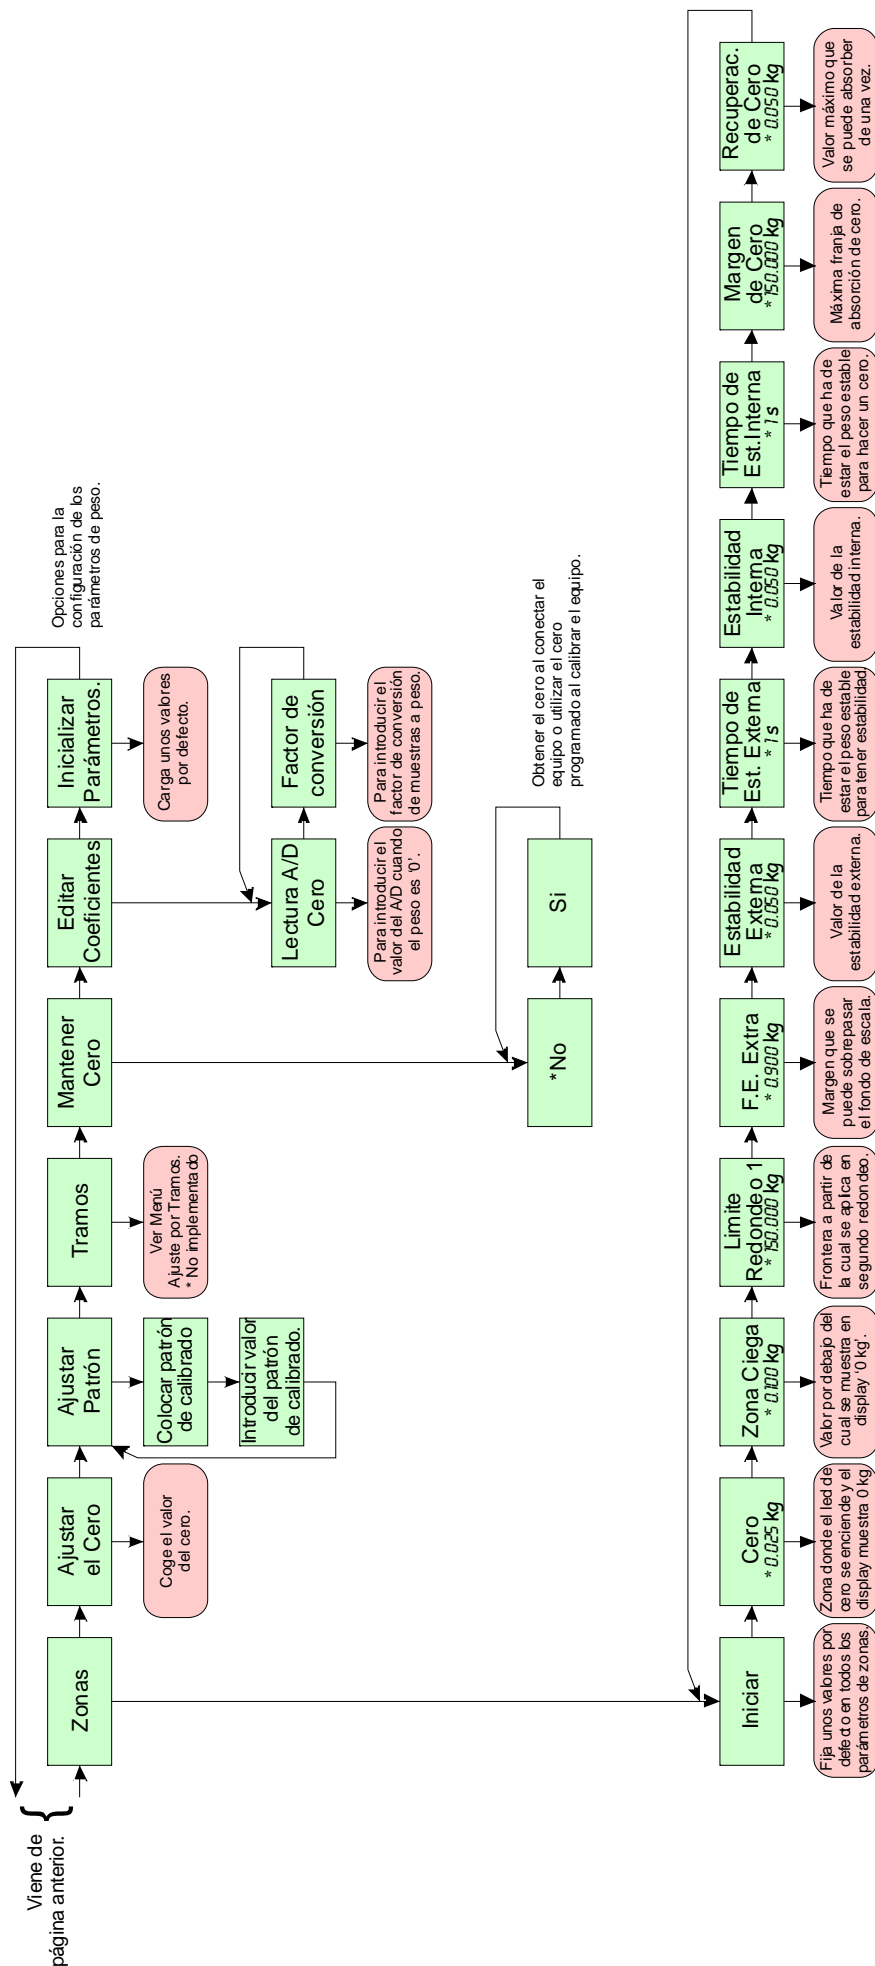 Viene de
página anterior.
Zonas
Ajustar
el Cero
Ajustar
Patrón
Tramos
Mantener
Cero
Editar
Coeficientes
Inicializar
Parámetros.
Opciones para la
configuración de los
parámetros de peso.
Coge el valor
del cero.
Colocar patrón
de calibrado
Introducir valor
del patrón
de calibrado.
Ver Menú
Ajuste por Tramos.
* No implementado
Carga unos valores
por defecto.
Lectura A/D
Cero
Factor de
conversión
Para introducir el
valor del A/D cuando
el peso es '0'.
Para introducir el
factor de conversión
de muestras a peso.
*No
Si
Obtener el cero al conectar el
equipo o utilizar el cero
programado al calibrar el equipo.
Iniciar
Cero
* 0.025 kg
Zona Ciega
* 0.100 kg
Limite
Redondeo 1
* 150.000 kg
F.E. Extra
* 0.900 kg
Estabilidad
Externa
* 0.050 kg
Tiempo de
Est. Externa
* 1 s
Estabilidad
Interna
* 0.050 kg
Tiempo de
Est.Interna
* 1 s
Margen
de Cero
* 150.000 kg
Recuperac.
de Cero
* 0.050 kg
Fija unos valores por
defecto en todos los
parámetros de zonas.
Zona donde el led de
cero se enciende y el
display muestra 0 kg
Valor por debajo del
cual se muestra en
display '0 kg'.
Frontera a partir de
la cual se aplica en
segundo redondeo.
Margen que se
puede sobrepasar
el fondo de escala.
Valor de la
estabilidad externa.
Tiempo que ha de
estar el peso estable
para tener estabilidad.
Valor de la
estabilidad interna.
Tiempo que ha de
estar el peso estable
para hacer un cero.
Máxima franja de
absorción de cero.
Valor máximo que
se puede absorber
de una vez.